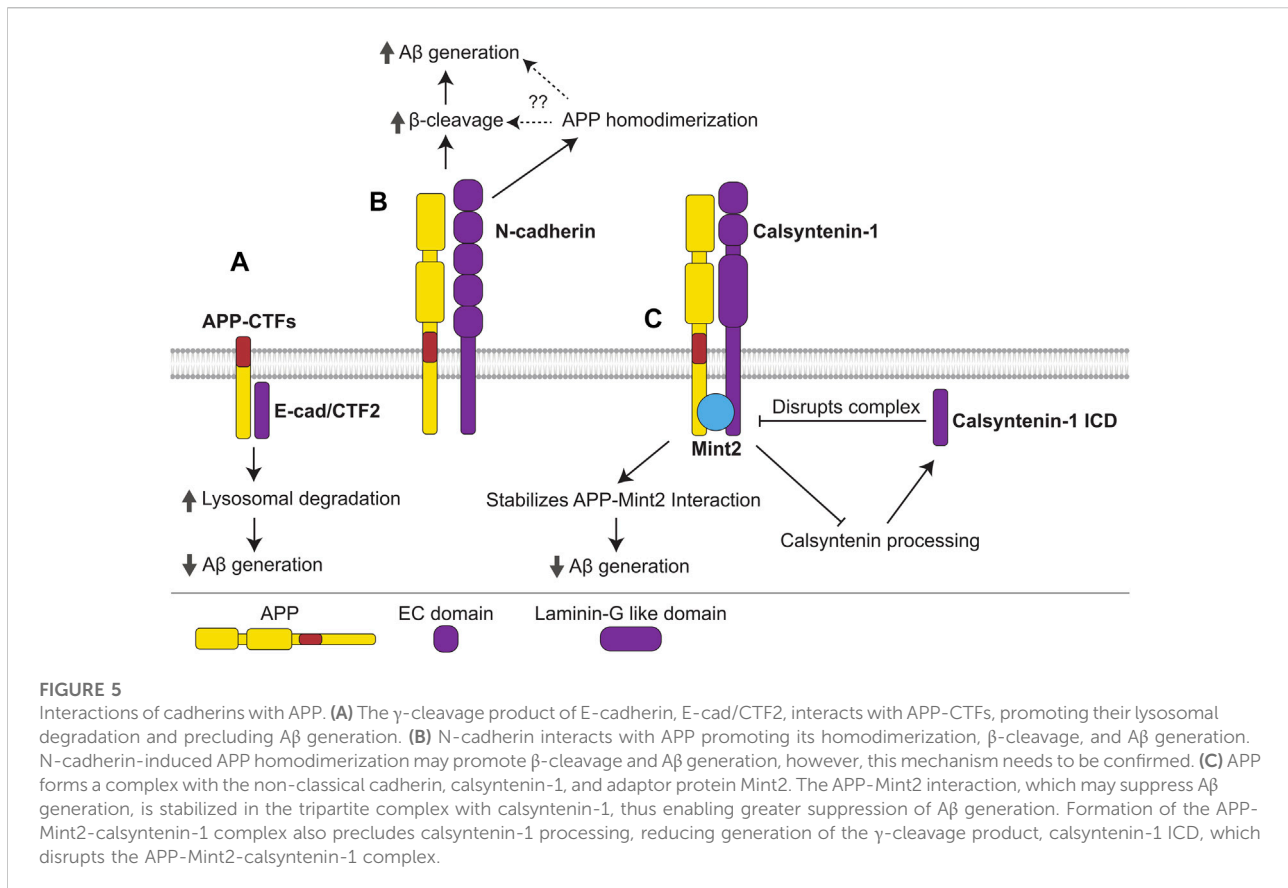 ↑ Aβ generation
??
↑ β-cleavage
APP homodimerization
B
N-cadherin
Calsyntenin-1
A
APP-CTFs
C
E-cad/CTF2
Disrupts complex
Calsyntenin-1 ICD
Mint2
↑ Lysosomal degradation
Stabilizes APP-Mint2 Interaction
Calsyntenin processing
↓ Aβ generation
↓ Aβ generation
APP
EC domain
Laminin-G like domain
FIGURE 5
Interactions of cadherins with APP. (A) The γ-cleavage product of E-cadherin, E-cad/CTF2, interacts with APP-CTFs, promoting their lysosomal
degradation and precluding Aβ generation. (B) N-cadherin interacts with APP promoting its homodimerization, β-cleavage, and Aβ generation.
N-cadherin-induced APP homodimerization may promote β-cleavage and Aβ generation, however, this mechanism needs to be confirmed. (C) APP
forms a complex with the non-classical cadherin, calsyntenin-1, and adaptor protein Mint2. The APP-Mint2 interaction, which may suppress Aβ
generation, is stabilized in the tripartite complex with calsyntenin-1, thus enabling greater suppression of Aβ generation. Formation of the APP-
Mint2-calsyntenin-1 complex also precludes calsyntenin-1 processing, reducing generation of the γ-cleavage product, calsyntenin-1 ICD, which
disrupts the APP-Mint2-calsyntenin-1 complex.